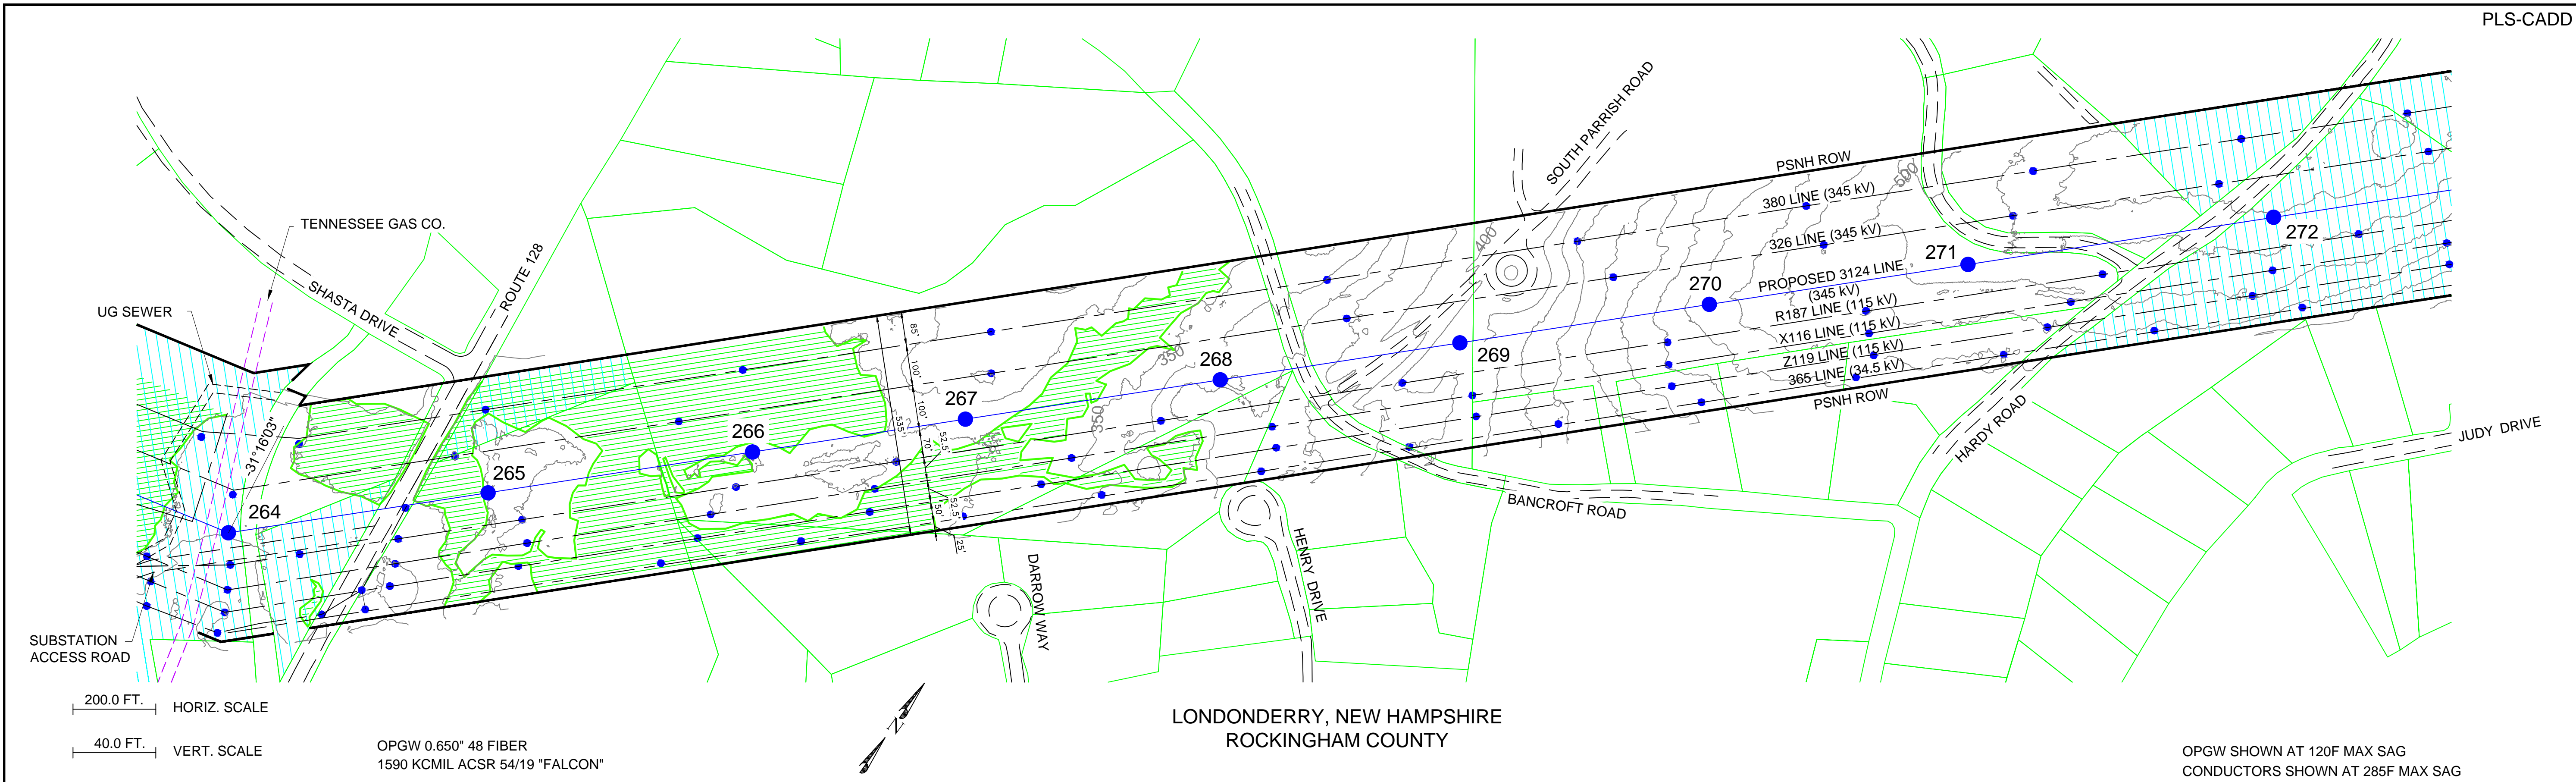 PLS-CADD
TENNESSEE GAS CO.
UG SEWER
SHASTA DRIVE
ROUTE 128
-31°16'03"
SUBSTATION
ACCESS ROAD
264
265
266
267
268
269
270
271
272
85'
100'
100'
52.5'
70'
535'
52.5'
50'
25'
350
350
400
500
SOUTH PARRISH ROAD
PSNH ROW
380 LINE (345 kV)
326 LINE (345 kV)
PROPOSED 3124 LINE
(345 kV)
R187 LINE (115 kV)
X116 LINE (115 kV)
Z119 LINE (115 kV)
365 LINE (34.5 kV)
PSNH ROW
HARDY ROAD
JUDY DRIVE
BANCROFT ROAD
HENRY DRIVE
DARROW WAY
200.0 FT. HORIZ. SCALE
40.0 FT. VERT. SCALE
OPGW 0.650" 48 FIBER
1590 KCMIL ACSR 54/19 "FALCON"
N
LONDONDERRY, NEW HAMPSHIRE
ROCKINGHAM COUNTY
OPGW SHOWN AT 120F MAX SAG
CONDUCTORS SHOWN AT 285F MAX SAG